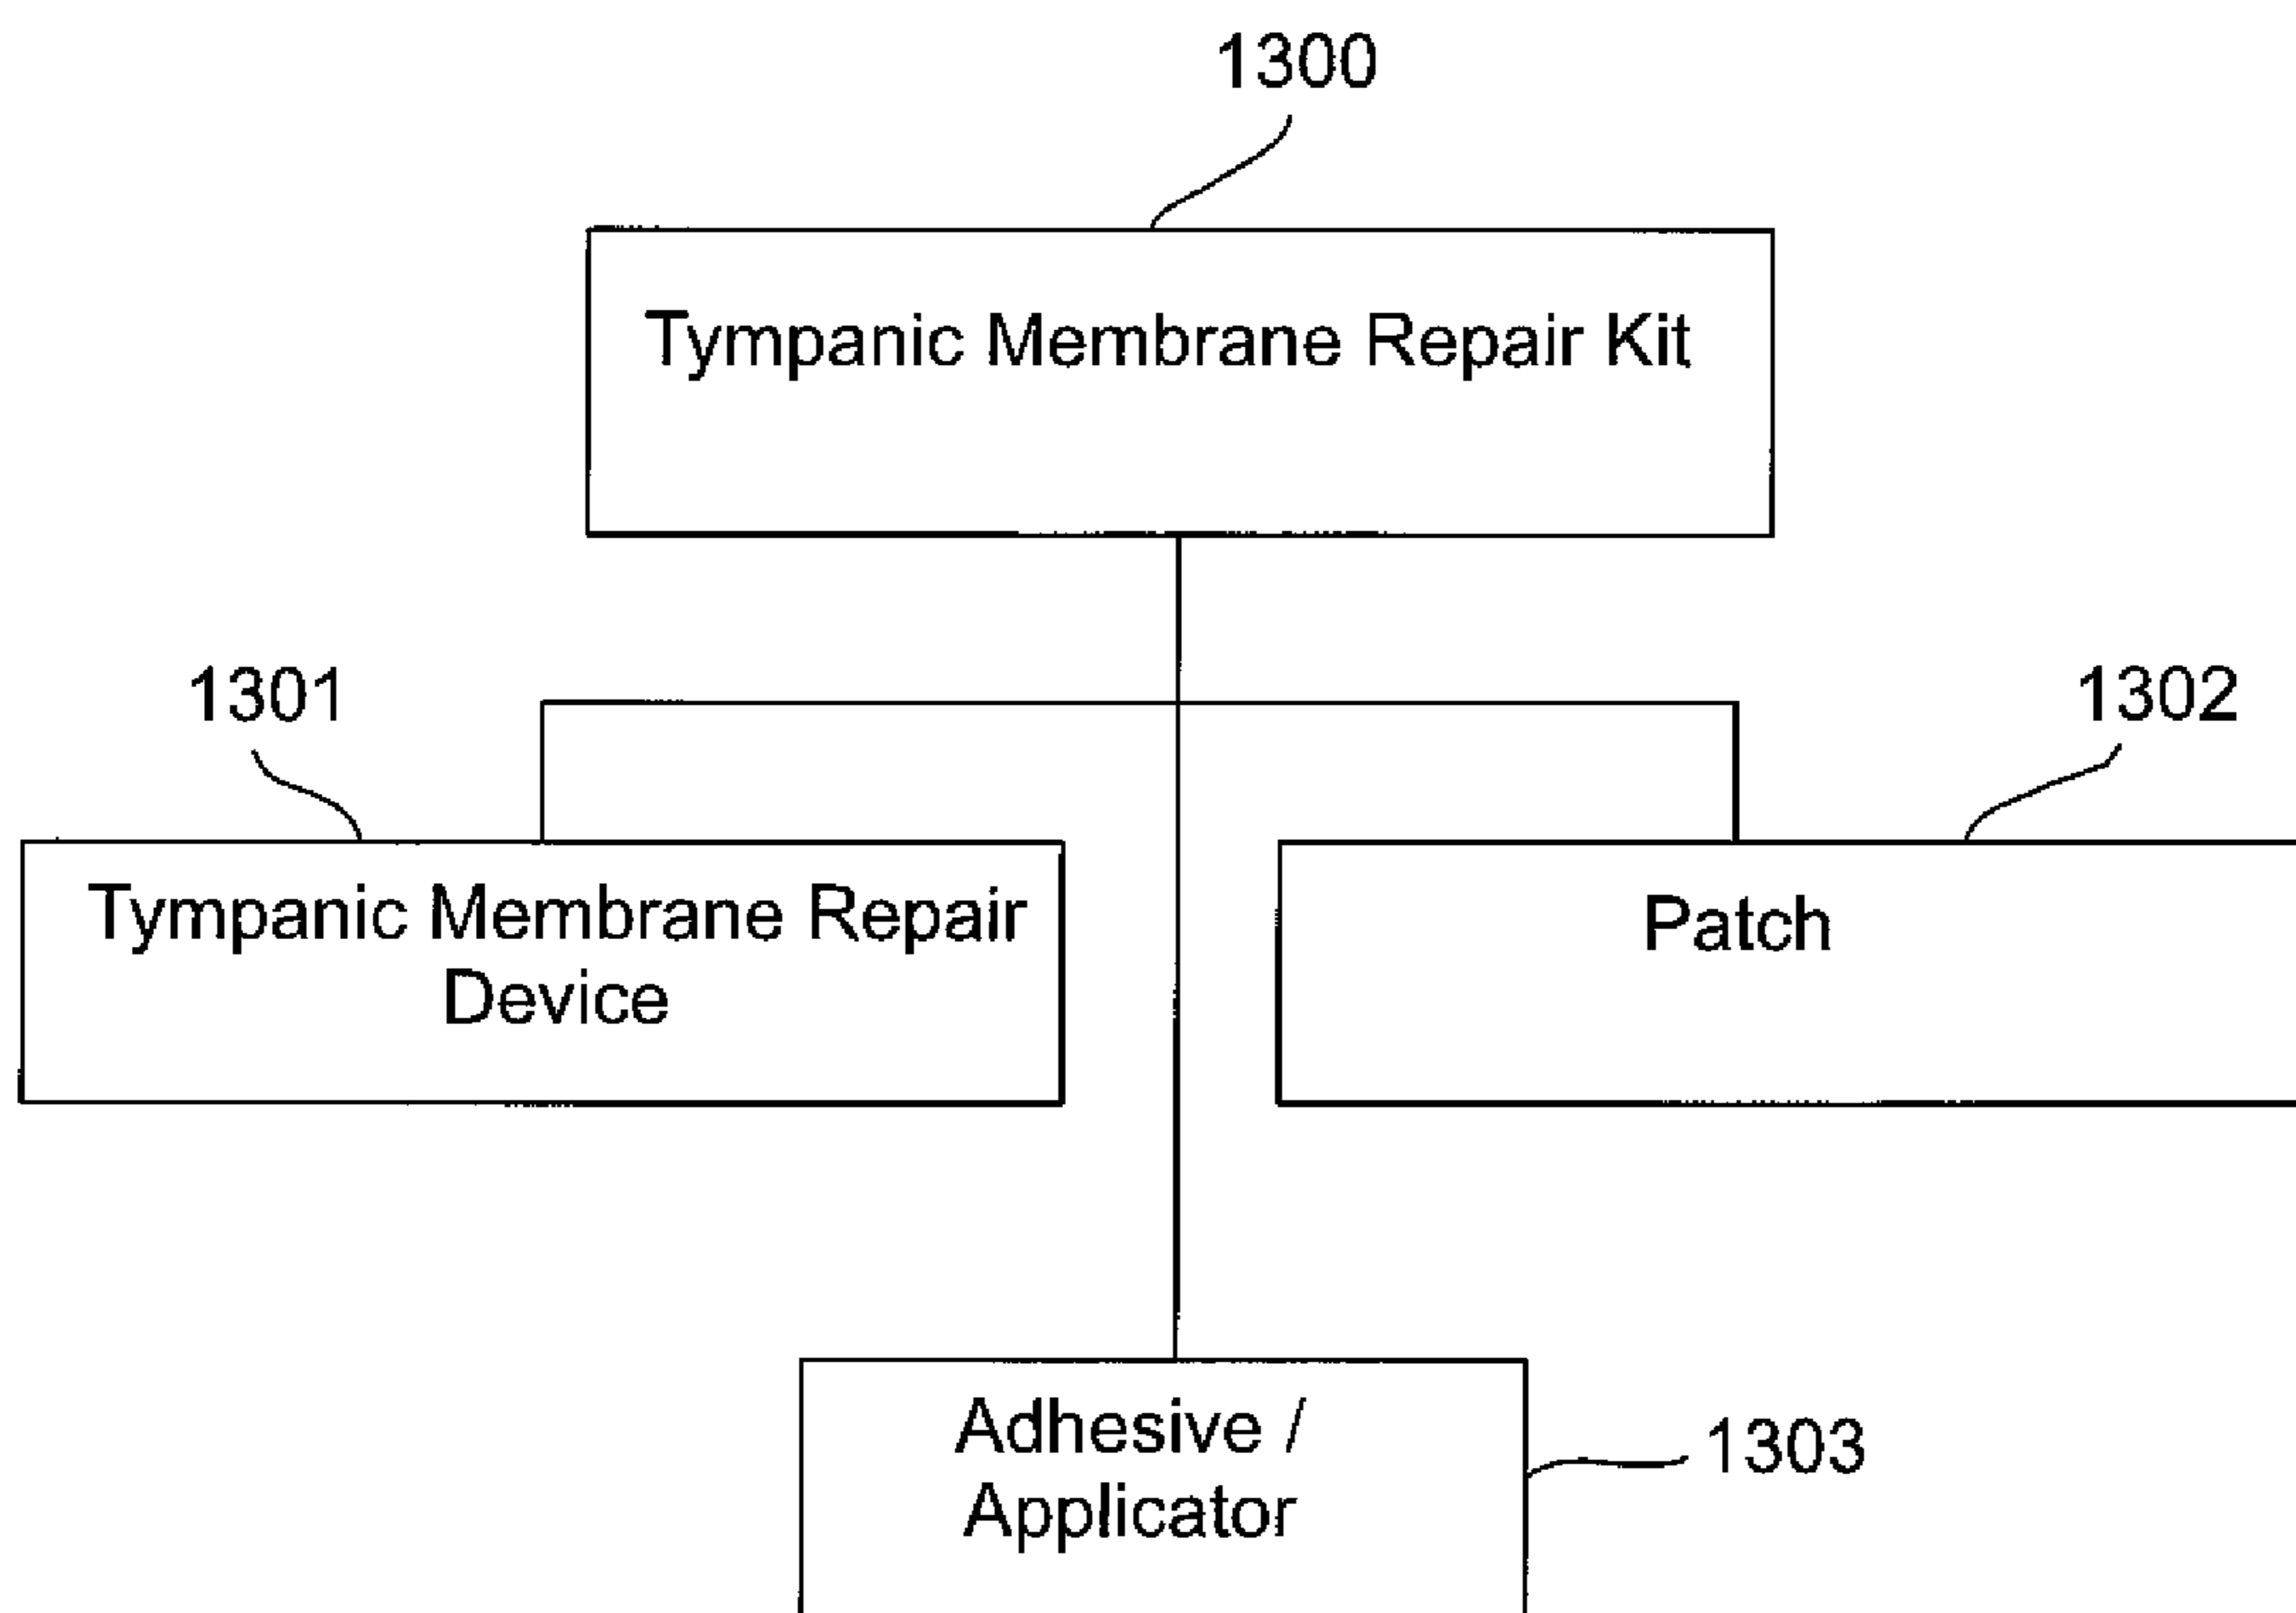 1300
Tympanic Membrane Repair Kit
1301
1302
Tympanic Membrane Repair
Device
Patch
Adhesive /
Applicator
1303